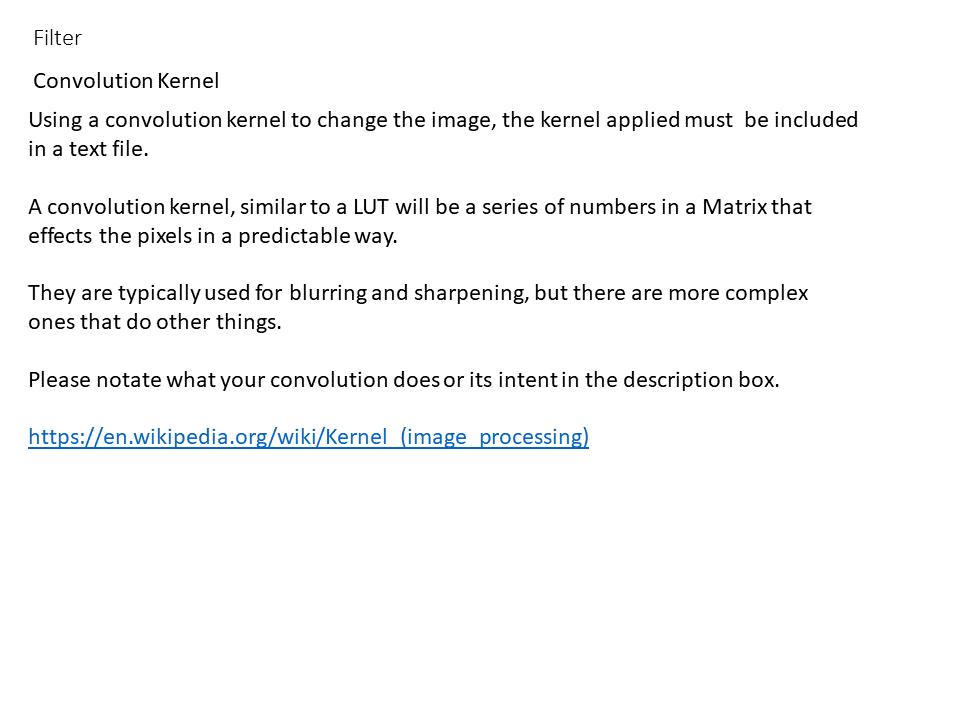 Filter
Convolution Kernel
Using a convolution kernel to change the image, the kernel applied must  be included
in a text file.
A convolution kernel, similar to a LUT will be a series of numbers in a Matrix that
effects the pixels in a predictable way.
They are typically used for blurring and sharpening, but there are more complex
ones that do other things.
Please notate what your convolution does or its intent in the description box.
https://en.wikipedia.org/wiki/Kernel_(image_processing)